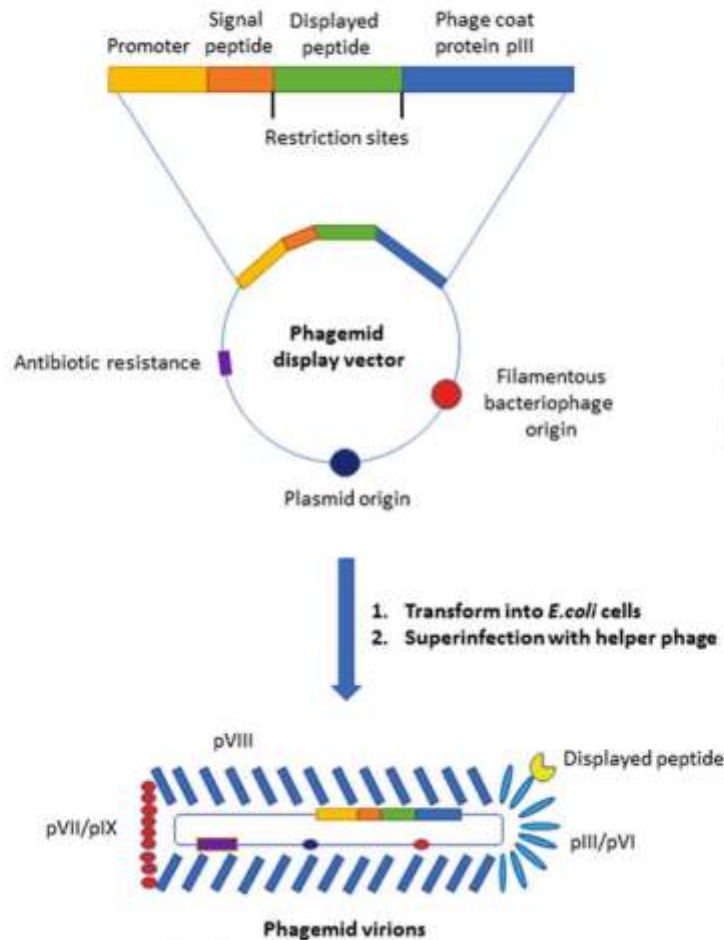 Promoter
Signal
peptide
Displayed
peptide
Phage coat
protein pIII
Restriction sites
Phagemid
display vector
Antibiotic resistance
Filamentous
bacteriophage
origin
Plasmid origin
1. Transform into E.coli cells
2. Superinfection with helper phage
pVIII
Displayed peptide
pVII/pIX
pIII/pVI
Phagemid virions